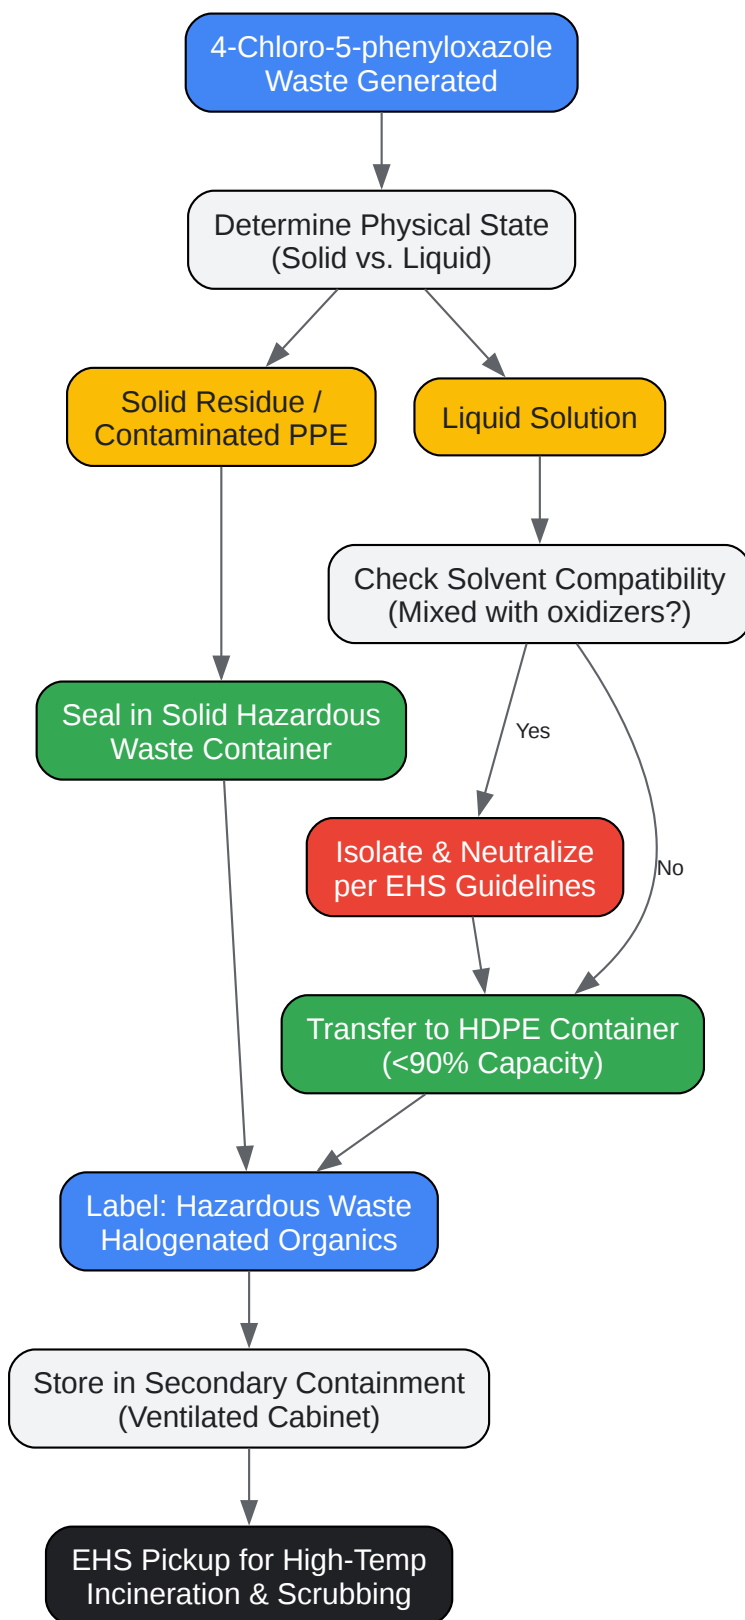 4-Chloro-5-phenyloxazole
Waste Generated
Determine Physical State
(Solid vs. Liquid)
Solid Residue /
Contaminated PPE
Liquid Solution
Check Solvent Compatibility
(Mixed with oxidizers?)
Seal in Solid Hazardous
Waste Container
Yes
Isolate & Neutralize
per EHS Guidelines
No
Transfer to HDPE Container
(<90% Capacity)
Label: Hazardous Waste
Halogenated Organics
Store in Secondary Containment
(Ventilated Cabinet)
EHS Pickup for High-Temp
Incineration & Scrubbing